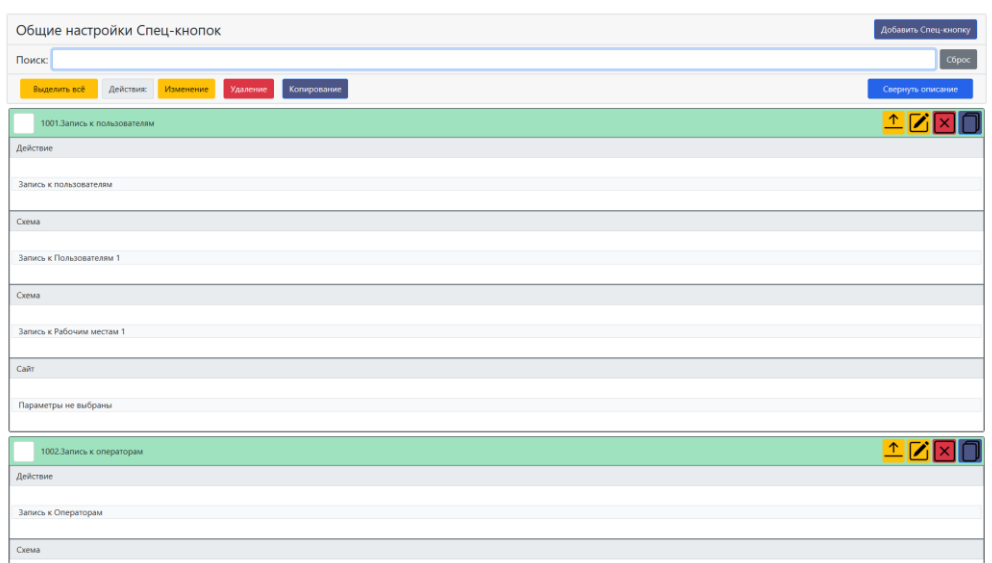 Общие настройки Спец-кнопок
Добавить Спец-кнопку
Поиск:
Сброс
Выделить всё Действия: Изменение Удаление Копирование Свернуть описание
1001.Запись к пользователям
Действие
Запись к пользователям
Схема
Запись к Пользователям 1
Схема
Запись к Рабочим местам 1
Сайт
Параметры не выбраны
1002.Запись к операторам
Действие
Запись к Операторам
Схема